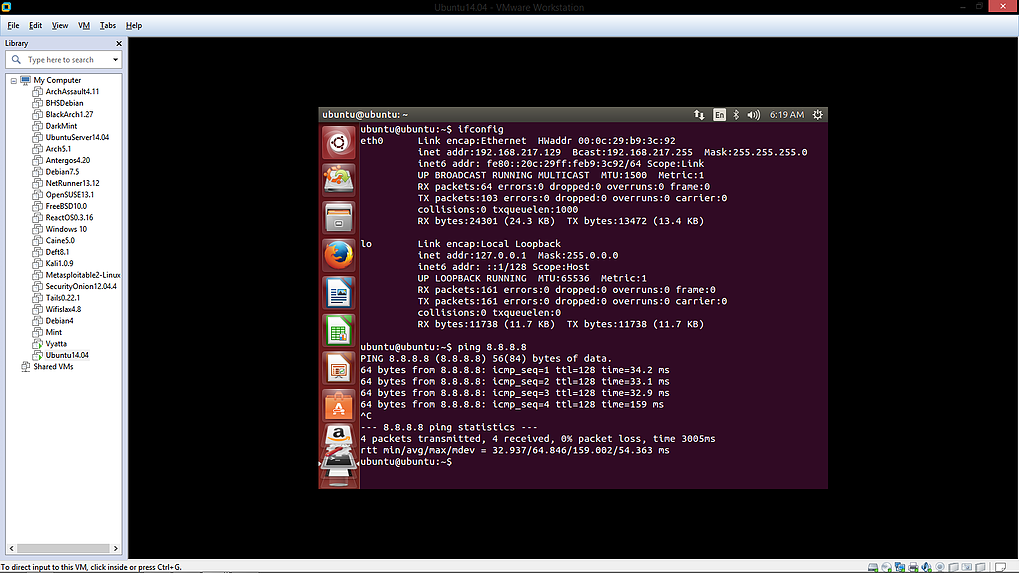 Ubuntu14.04 - VMware Workstation
File Edit View VM Tabs Help
Library
Type here to search
My Computer
ArchAssault4.11
BHSDebian
BlackArch1.27
DarkMint
UbuntuServer14.04
Arch5.1
Antergos4.20
Debian7.5
NetRunner13.12
OpenSUSE13.1
FreeBSD10.0
ReactOS0.3.16
Windows 10
Caine5.0
Deft8.1
Kali1.0.9
Metasploitable2-Linux
SecurityOnion12.04.4
Tails0.22.1
Wifislax4.8
Debian4
Mint
Vyatta
Ubuntu14.04
Shared VMs
ubuntu@ubuntu: ~ En 6:19 AM
ubuntu@ubuntu:~$ ifconfig
eth0 Link encap:Ethernet HWaddr 00:0c:29:b9:3c:92
inet addr:192.168.217.129 Bcast:192.168.217.255 Mask:255.255.255.0
inet6 addr: fe80::20c:29ff:feb9:3c92/64 Scope:Link
UP BROADCAST RUNNING MULTICAST MTU:1500 Metric:1
RX packets:64 errors:0 dropped:0 overruns:0 frame:0
TX packets:103 errors:0 dropped:0 overruns:0 carrier:0
collisions:0 txqueuelen:1000
RX bytes:24301 (24.3 KB) TX bytes:13472 (13.4 KB)
lo Link encap:Local Loopback
inet addr:127.0.0.1 Mask:255.0.0.0
inet6 addr: ::1/128 Scope:Host
UP LOOPBACK RUNNING MTU:65536 Metric:1
RX packets:161 errors:0 dropped:0 overruns:0 frame:0
TX packets:161 errors:0 dropped:0 overruns:0 carrier:0
collisions:0 txqueuelen:0
RX bytes:11738 (11.7 KB) TX bytes:11738 (11.7 KB)
ubuntu@ubuntu:~$ ping 8.8.8.8
PING 8.8.8.8 (8.8.8.8) 56(84) bytes of data.
64 bytes from 8.8.8.8: icmp_seq=1 ttl=128 time=34.2 ms
64 bytes from 8.8.8.8: icmp_seq=2 ttl=128 time=33.1 ms
64 bytes from 8.8.8.8: icmp_seq=3 ttl=128 time=32.9 ms
64 bytes from 8.8.8.8: icmp_seq=4 ttl=128 time=159 ms
^C
--- 8.8.8.8 ping statistics ---
4 packets transmitted, 4 received, 0% packet loss, time 3005ms
rtt min/avg/max/mdev = 32.937/64.846/159.002/54.363 ms
ubuntu@ubuntu:~$
To direct input to this VM, click inside or press Ctrl+G.